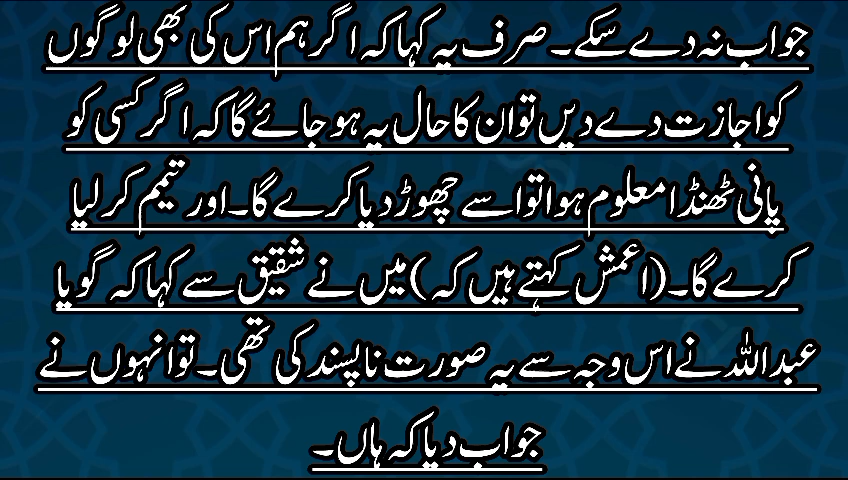 جواب نہ دے سکے۔ صرف یہ کہا کہ اگر ہم اس کی بھی لوگوں
کو اجازت دے دیں تو ان کا حال یہ ہو جائے گا کہ اگر کسی کو
پانی ٹھنڈا معلوم ہوا تو اسے چھوڑ دیا کرے گا۔ اور تیمم کر لیا
کرے گا۔ (اعمش کہتے ہیں کہ) میں نے شقیق سے کہا کہ گویا
عبداللہ نے اس وجہ سے یہ صورت ناپسند کی تھی۔ تو انہوں نے
جواب دیا کہ ہاں۔